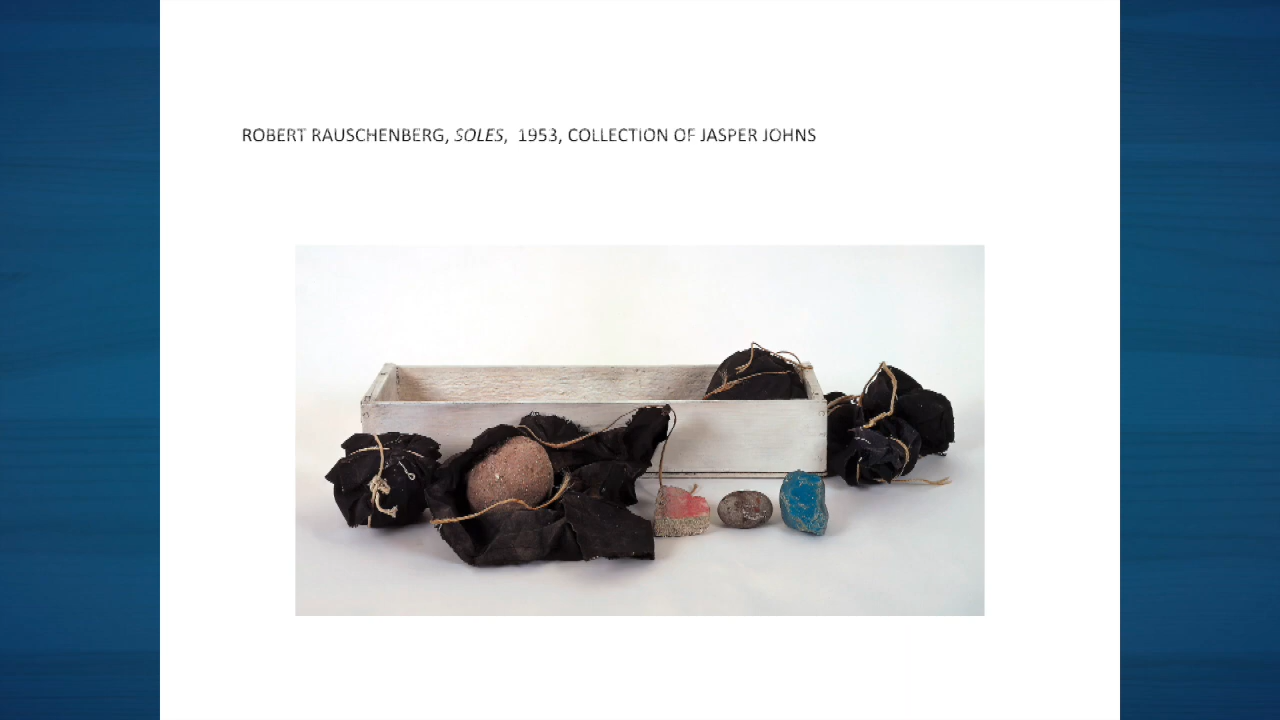 ROBERT RAUSCHENBERG, SOLES, 1953, COLLECTION OF JASPER JOHNS